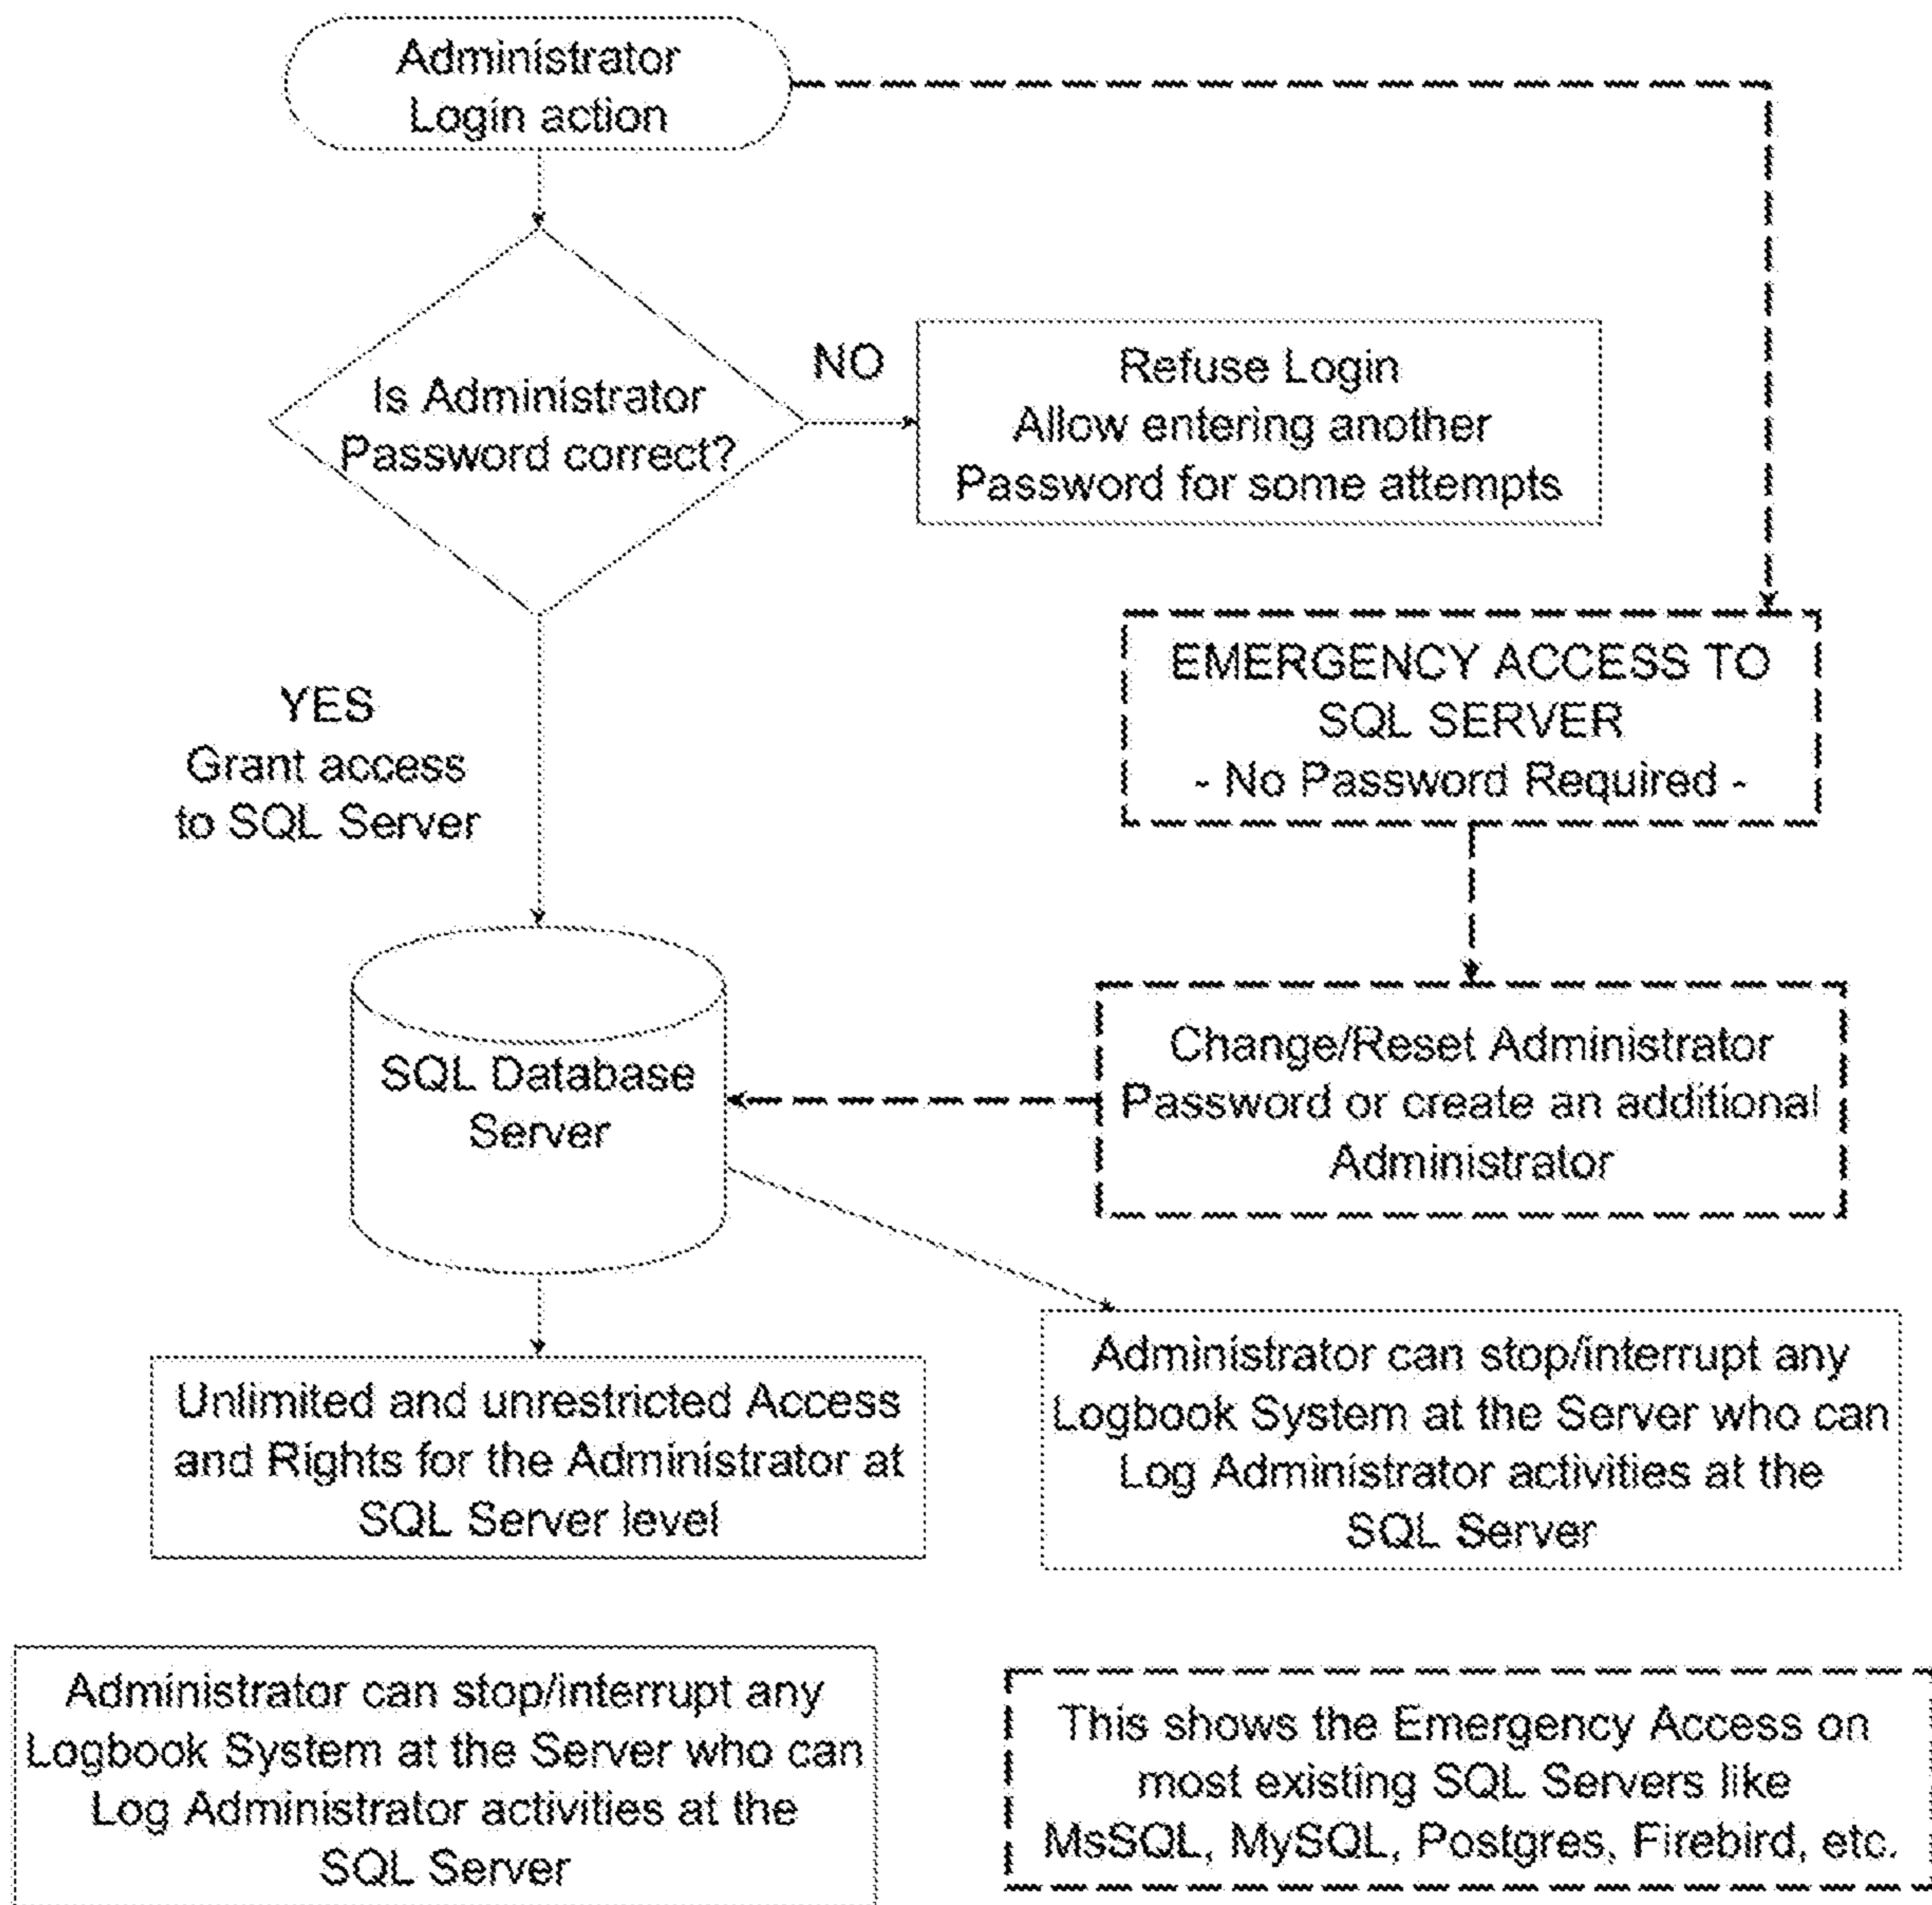 Administrator
Login action
Is Administrator
Password correct?
NO
Refuse Login
Allow entering another
Password for some attempts
YES
Grant access
to SQL Server
EMERGENCY ACCESS TO
SQL SERVER
- No Password Required -
SQL Database
Server
Change/Reset Administrator
Password or create an additional
Administrator
Unlimited and unrestricted Access
and Rights for the Administrator at
SQL Server level
Administrator can stop/interrupt any
Logbook System at the Server who can
Log Administrator activities at the
SQL Server
Administrator can stop/interrupt any
Logbook System at the Server who can
Log Administrator activities at the
SQL Server
This shows the Emergency Access on
most existing SQL Servers like
MsSQL, MySQL, Postgres, Firebird, etc.